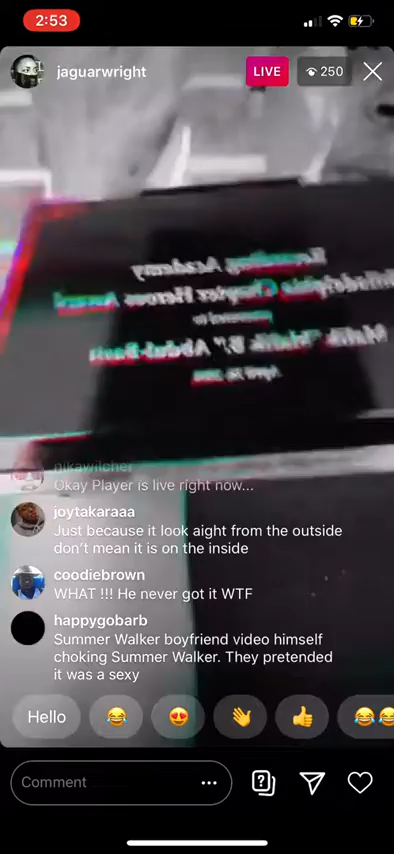 2:53
jaguarwright
LIVE
250
Recording Academy
Philadelphia Chapter Heroes Award
presented to
Malik "Malik B." Abdul-Basit
nikawilcher
Okay Player is live right now...
joytakaraaa
Just because it look aight from the outside
don't mean it is on the inside
coodiebrown
WHAT !!! He never got it WTF
happygobarb
Summer Walker boyfriend video himself
choking Summer Walker. They pretended
it was a sexy
Hello
Comment